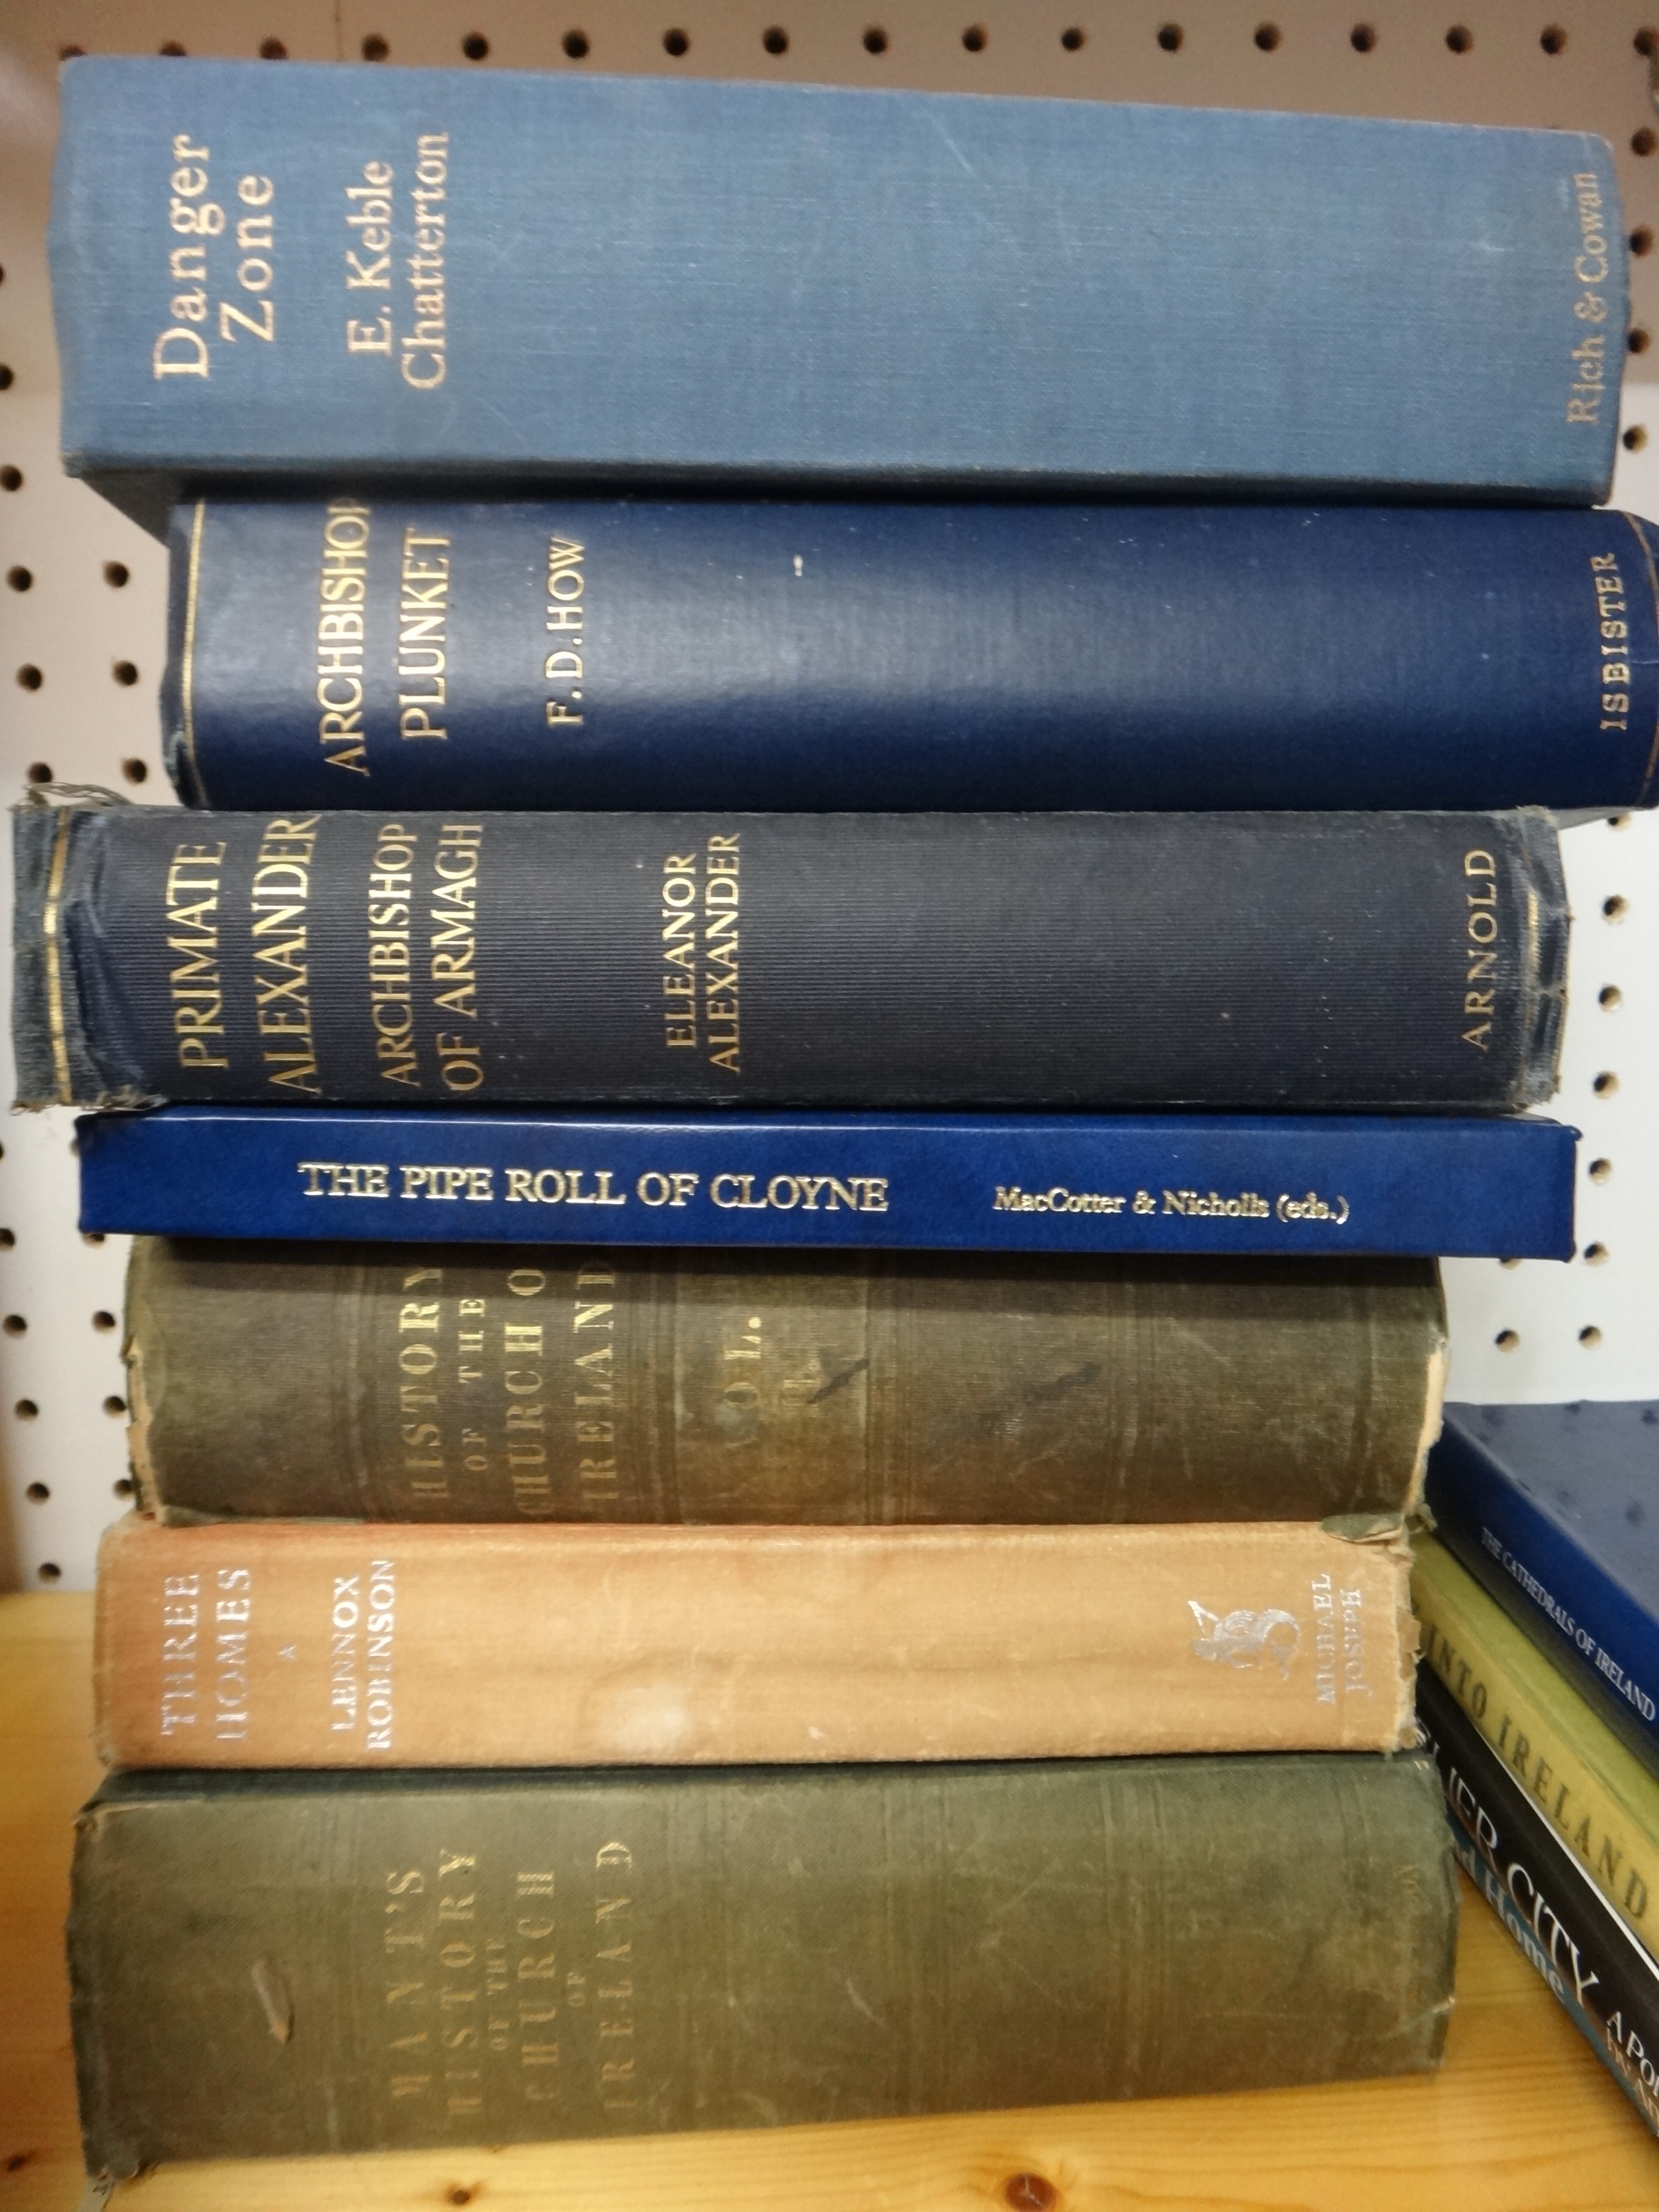 Danger
Zone
E. Keble
Chatterton
Rich & Cowan
ARCHBISHOP
PLUNKET
F.D.HOW
ISBISTER
PRIMATE
ALEXANDER
ARCHBISHOP
OF ARMAGH
ELEANOR
ALEXANDER
ARNOLD
THE PIPE ROLL OF CLOYNE
MacCotter & Nicholls (eds.)
HISTORY
OF THE
CHURCH O
IRELAND
OL.
THREE
HOMES
LENNOX
ROBINSON
MICHAEL
JOSEPH
MANT'S
HISTORY
OF THE
CHURCH
OF
IRELAND
THE CATHEDRALS OF IRELAND
INTO IRELAND
CITY
Home